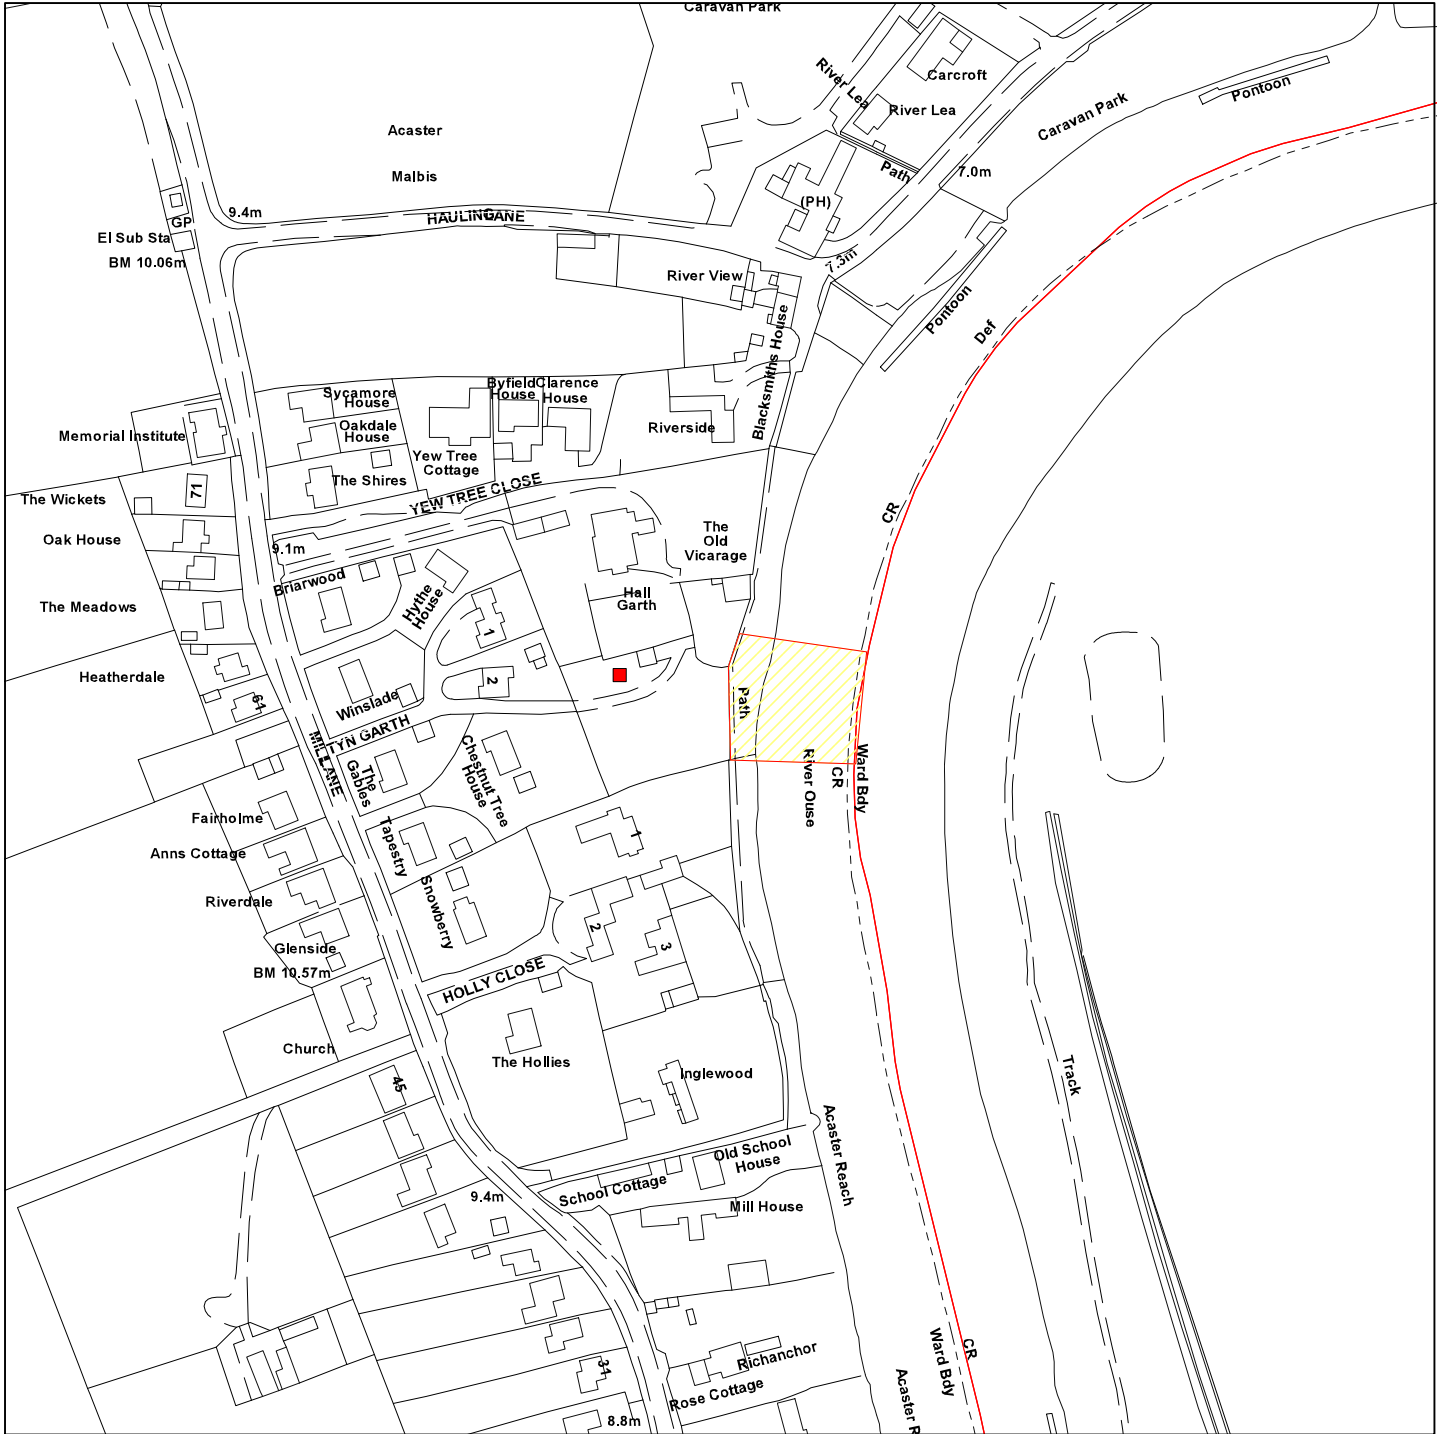 Caravan Park
River Lea
Carcroft
River Lea
Pontoon
Caravan Park
Acaster
Malbis
Path
7.0m
(PH)
9.4m
GP
HAULINGANE
El Sub Sta
BM 10.06m
River View
7.3m
Pontoon
Def
Blacksmiths House
Sycamore
House
Byfield
House
Clarence
House
Oakdale
House
Memorial Institute
Riverside
Yew Tree
Cottage
The Shires
71
The Wickets
YEW TREE CLOSE
CR
Oak House
9.1m
The
Old
Vicarage
Briarwood
Hythe
House
Hall
Garth
The Meadows
1
Heatherdale
2
61
Winslade
Path
TYN GARTH
MILLANE
The
Gables
Chestnut Tree
House
River Ouse
CR
Ward Bdy
Fairholme
Tapestry
1
Anns Cottage
Riverdale
Snowberry
2
3
Glenside
BM 10.57m
HOLLY CLOSE
Church
The Hollies
Inglewood
45
Track
Acaster Reach
Old School
House
School Cottage
9.4m
Mill House
Richanchor
31
Rose Cottage
8.8m
Ward Bdy
CR
Acaster R